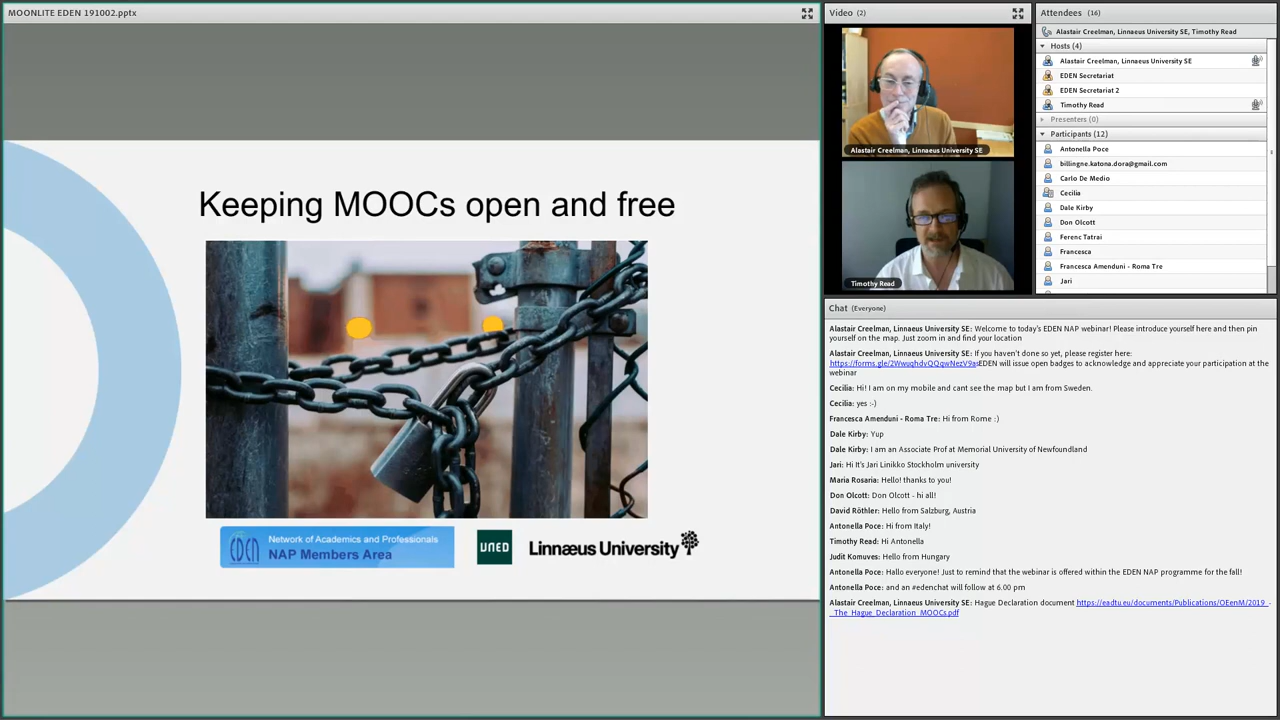 MOONLITE EDEN 191002.pptx
Keeping MOOCs open and free
EDEN
Network of Academics and Professionals
NAP Members Area
UNED
Linnæus University
Video (2)
Alastair Creelman, Linnaeus University SE
Timothy Read
Attendees (16)
Alastair Creelman, Linnaeus University SE, Timothy Read
Hosts (4)
Alastair Creelman, Linnaeus University SE
EDEN Secretariat
EDEN Secretariat 2
Timothy Read
Presenters (0)
Participants (12)
Antonella Poce
billingne.katona.dora@gmail.com
Carlo De Medio
Cecilia
Dale Kirby
Don Olcott
Ferenc Tatrai
Francesca
Francesca Amenduni - Roma Tre
Jari
Chat (Everyone)
Alastair Creelman, Linnaeus University SE: Welcome to today's EDEN NAP webinar! Please introduce yourself here and then pin
yourself on the map. Just zoom in and find your location
Alastair Creelman, Linnaeus University SE: If you haven't done so yet, please register here:
https://forms.gle/2WwuqhdvQQqwNezV9asEDEN will issue open badges to acknowledge and appreciate your participation at the
webinar
Cecilia: Hi! I am on my mobile and cant see the map but I am from Sweden.
Cecilia: yes :-)
Francesca Amenduni - Roma Tre: Hi from Rome :)
Dale Kirby: Yup
Dale Kirby: I am an Associate Prof at Memorial University of Newfoundland
Jari: Hi It's Jari Linikko Stockholm university
Maria Rosaria: Hello! thanks to you!
Don Olcott: Don Olcott - hi all!
David Röthler: Hello from Salzburg, Austria
Antonella Poce: Hi from Italy!
Timothy Read: Hi Antonella
Judit Komuves: Hello from Hungary
Antonella Poce: Hallo everyone! Just to remind that the webinar is offered within the EDEN NAP programme for the fall!
Antonella Poce: and an #edenchat will follow at 6.00 pm
Alastair Creelman, Linnaeus University SE: Hague Declaration document https://eadtu.eu/documents/Publications/OEenM/2019_-
_The_Hague_Declaration_MOOCs.pdf